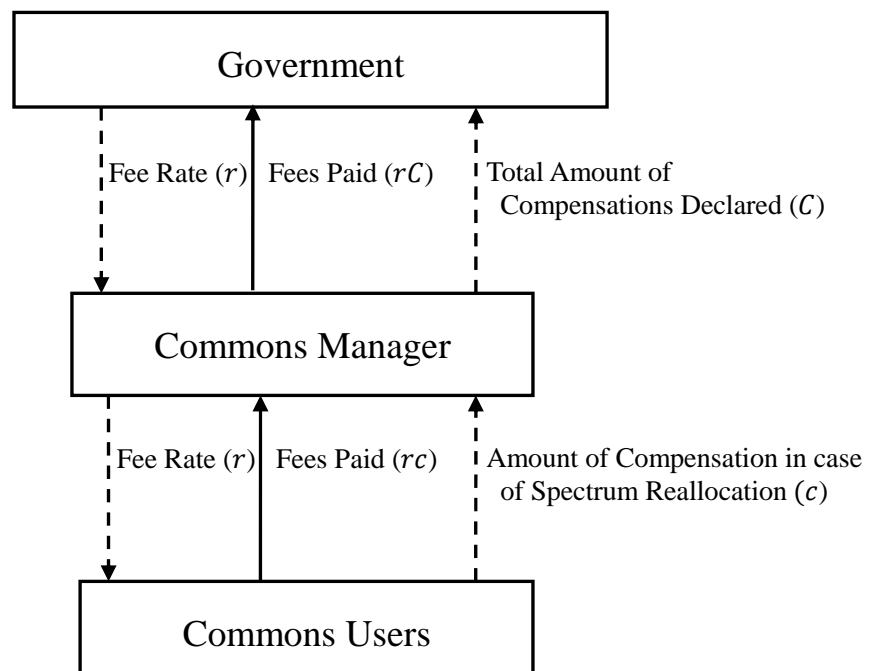 Government
Fee Rate (r)
Fees Paid (rC)
Total Amount of
Compensations Declared (C)
Commons Manager
Fee Rate (r)
Fees Paid (rc)
Amount of Compensation in case
of Spectrum Reallocation (c)
Commons Users